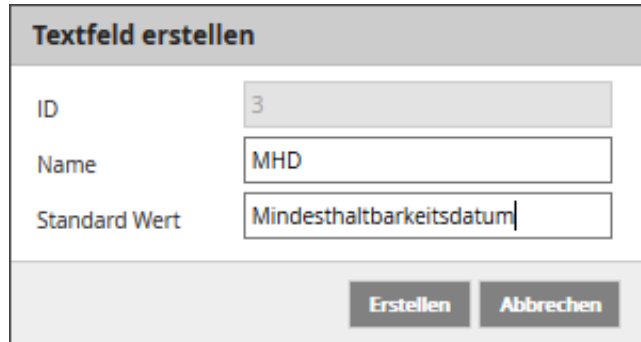 Textfeld erstellen
ID 3
Name MHD
Standard Wert Mindesthaltbarkeitsdatum
Erstellen Abbrechen